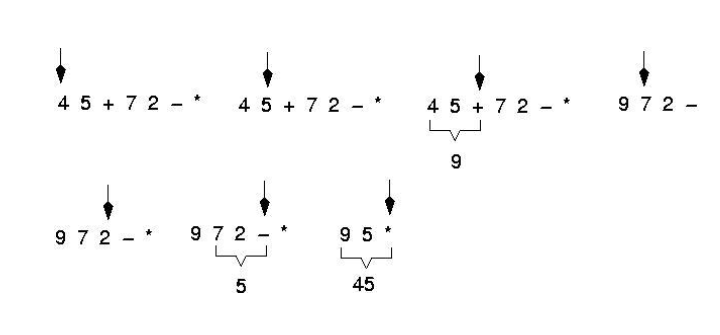 4 5 + 7 2 – * 4 5 + 7 2 – * 4 5 + 7 2 – * 9 7 2 –
9
9 7 2 – * 9 7 2 – * 9 5 *
5 45